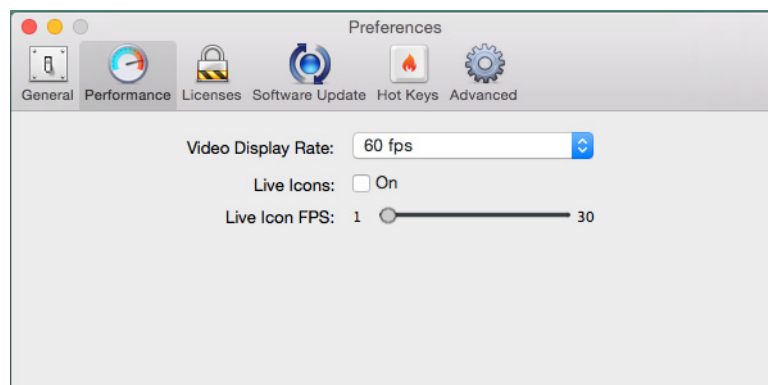 Preferences
General Performance Licenses Software Update Hot Keys Advanced
Video Display Rate: 60 fps
Live Icons: On
Live Icon FPS: 1 30